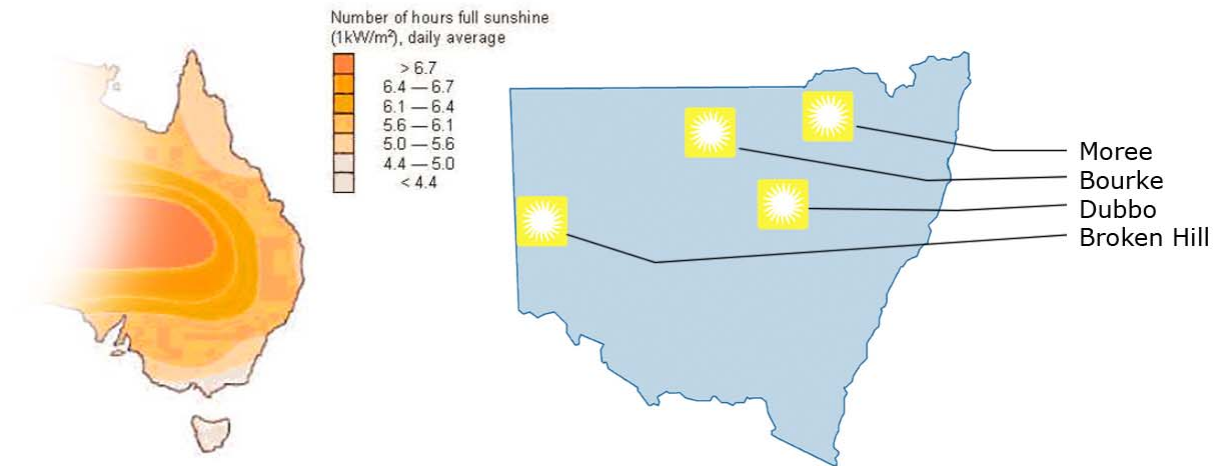 Number of hours full sunshine
(1kW/m²), daily average
> 6.7
6.4 — 6.7
6.1 — 6.4
5.6 — 6.1
5.0 — 5.6
4.4 — 5.0
< 4.4
Moree
Bourke
Dubbo
Broken Hill